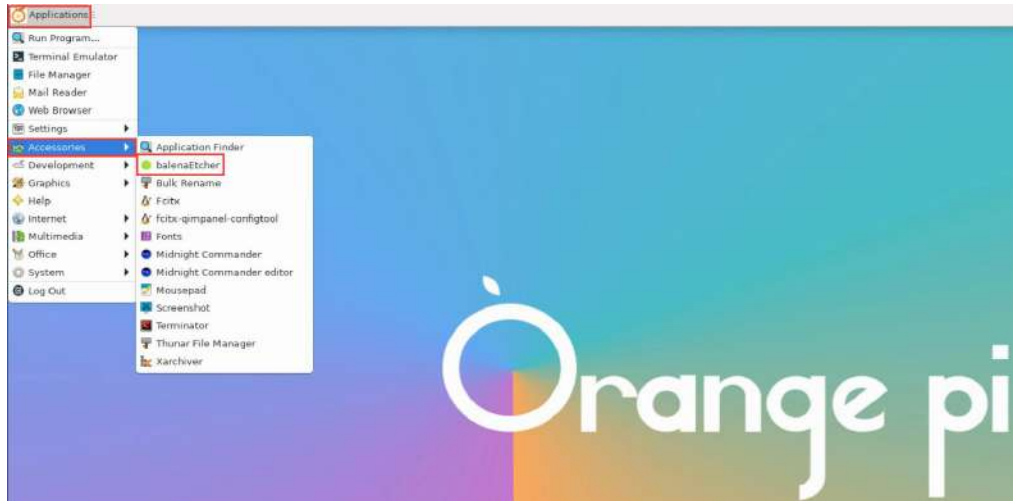 Applications
Run Program...
Terminal Emulator
File Manager
Mail Reader
Web Browser
Settings
Accessories
Development
Graphics
Help
Internet
Multimedia
Office
System
Log Out
Application Finder
balenaEtcher
Bulk Rename
Fcitx
fcitx-qimpanel-configtool
Fonts
Midnight Commander
Midnight Commander editor
Mousepad
Screenshot
Terminator
Thunar File Manager
Xarchiver
Orange pi